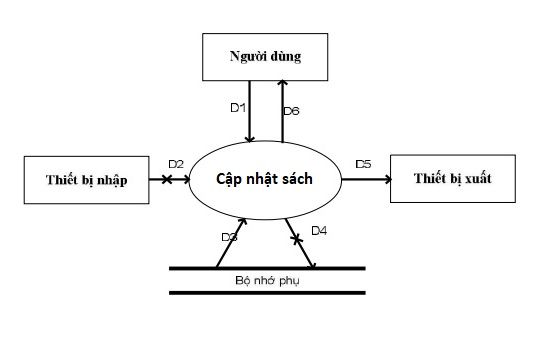 Người dùng
D1
D6
D2
D5
Thiết bị nhập
Cập nhật sách
Thiết bị xuất
D3
D4
Bộ nhớ phụ